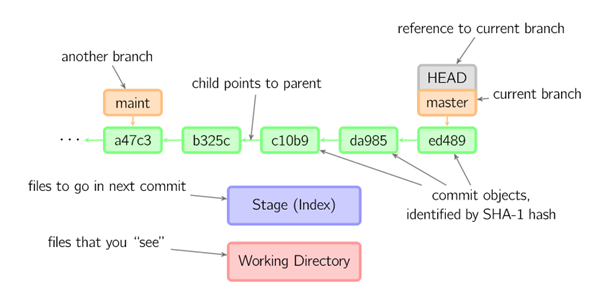 reference to current branch
another branch
HEAD
child points to parent
maint
master
current branch
...
a47c3
b325c
c10b9
da985
ed489
files to go in next commit
commit objects,
identified by SHA-1 hash
Stage (Index)
files that you “see”
Working Directory